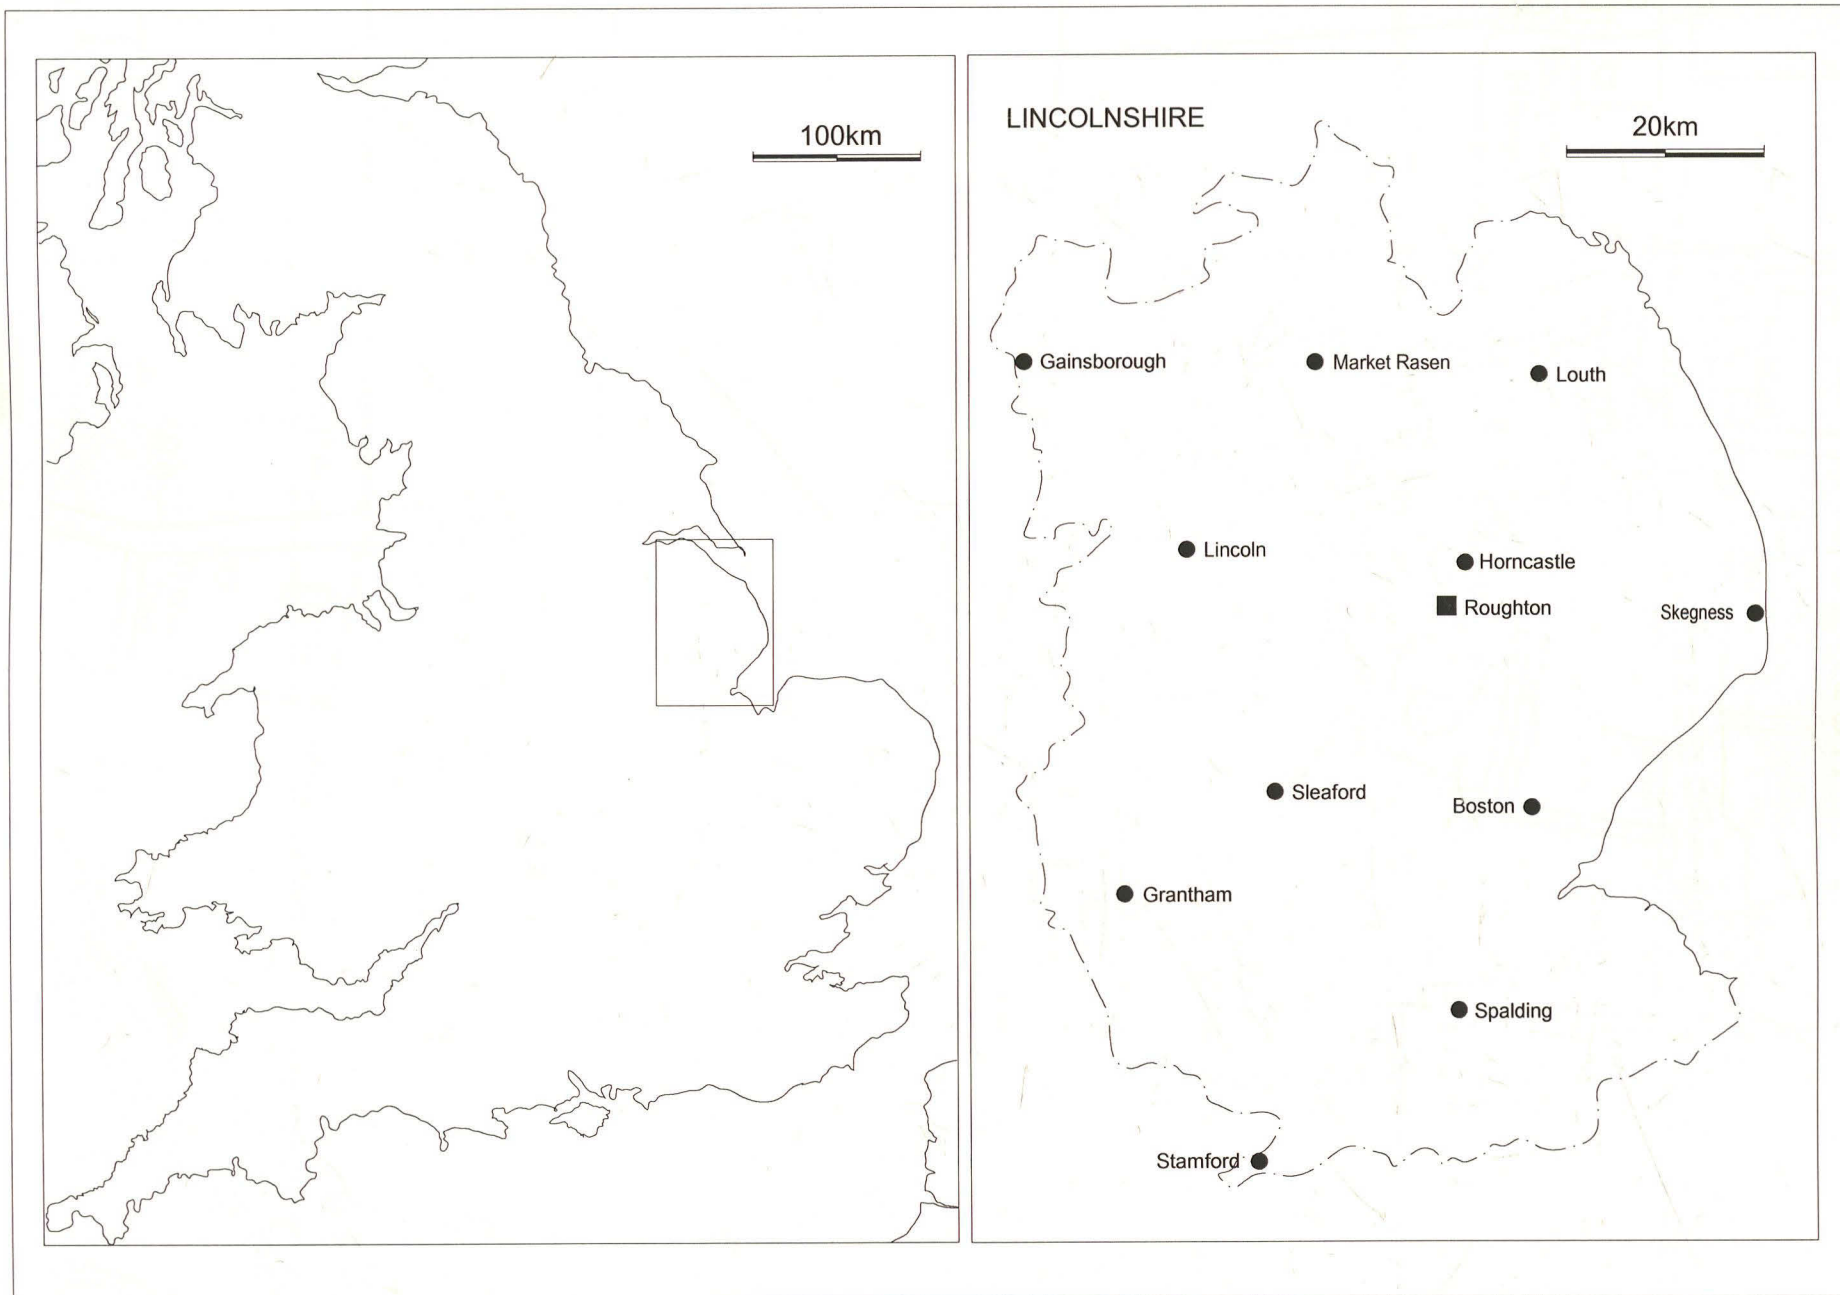 100km
LINCOLNSHIRE
20km
Gainsborough
Market Rasen
Louth
Lincoln
Horncastle
Roughton
Skegness
Sleaford
Boston
Grantham
Spalding
Stamford